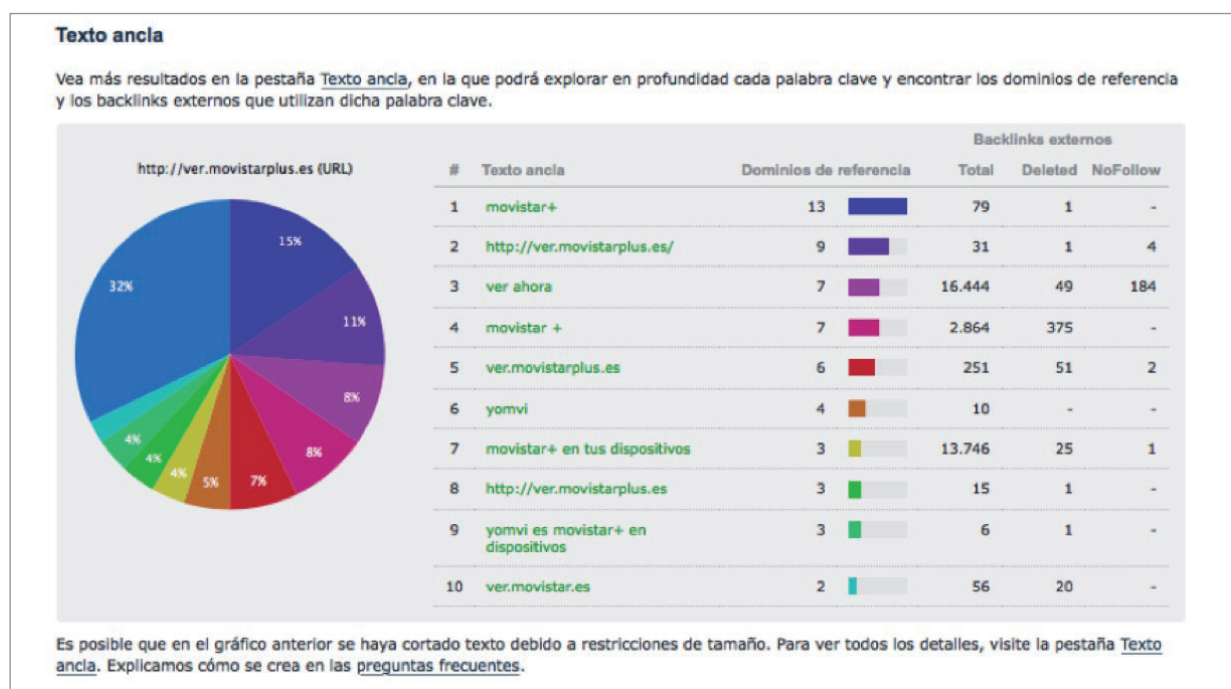 Texto ancla
Vea más resultados en la pestaña Texto ancla, en la que podrá explorar en profundidad cada palabra clave y encontrar los dominios de referencia
y los backlinks externos que utilizan dicha palabra clave.
http://ver.movistarplus.es (URL)
15%
11%
8%
8%
7%
5%
4%
4%
4%
32%
Backlinks externos
# Texto ancla Dominios de referencia Total Deleted NoFollow
1 movistar+ 13 79 1 -
2 http://ver.movistarplus.es/ 9 31 1 4
3 ver ahora 7 16.444 49 184
4 movistar + 7 2.864 375 -
5 ver.movistarplus.es 6 251 51 2
6 yomvi 4 10 - -
7 movistar+ en tus dispositivos 3 13.746 25 1
8 http://ver.movistarplus.es 3 15 1 -
9 yomvi es movistar+ en 3 6 1 -
dispositivos
10 ver.movistar.es 2 56 20 -
Es posible que en el gráfico anterior se haya cortado texto debido a restricciones de tamaño. Para ver todos los detalles, visite la pestaña Texto
ancla. Explicamos cómo se crea en las preguntas frecuentes.